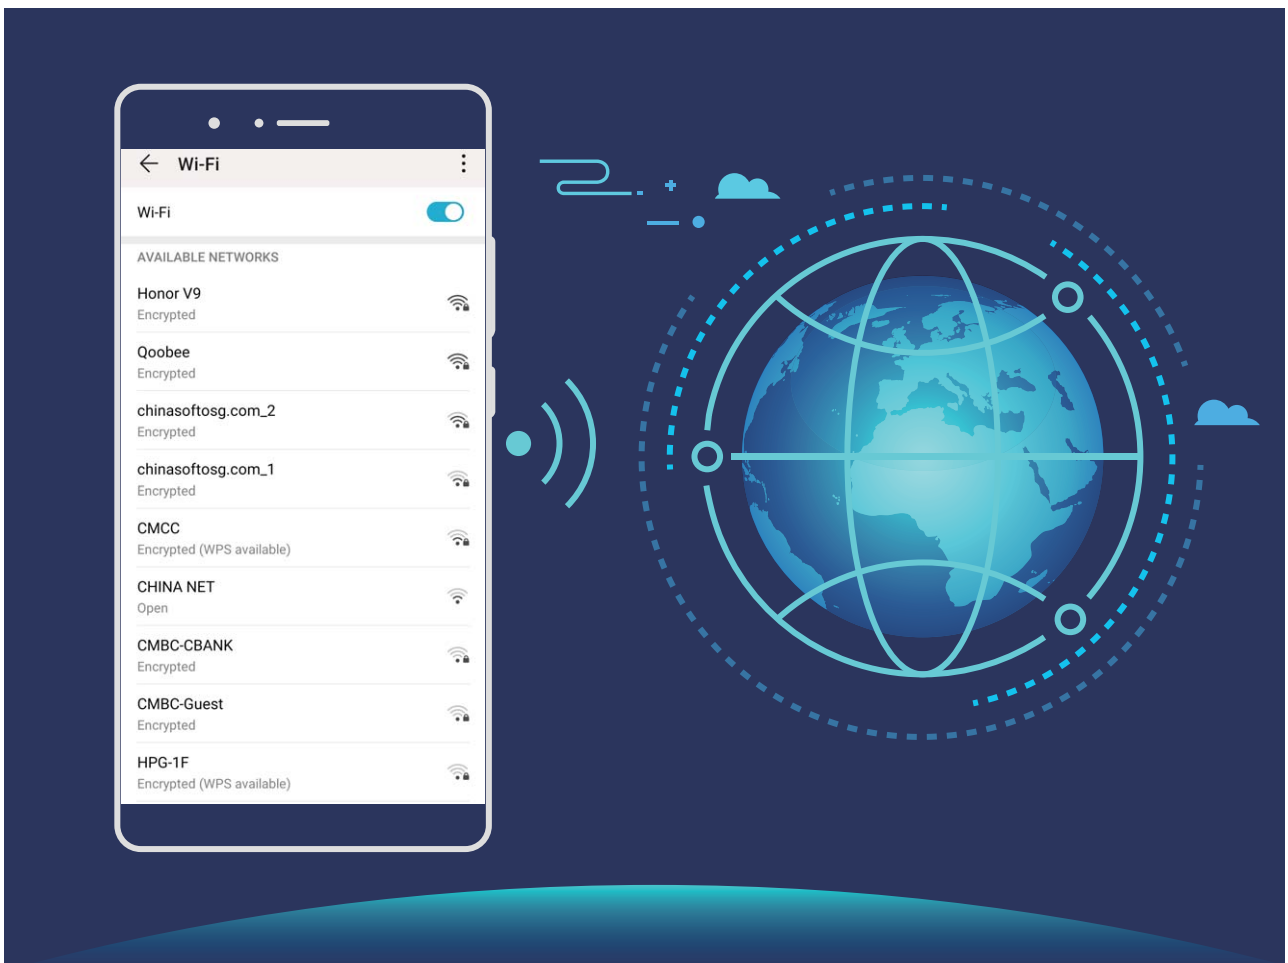 Wi-Fi
Wi-Fi
AVAILABLE NETWORKS
Honor V9
Encrypted
Qoobee
Encrypted
chinasoftosg.com_2
Encrypted
chinasoftosg.com_1
Encrypted
CMCC
Encrypted (WPS available)
CHINA NET
Open
CMBC-CBANK
Encrypted
CMBC-Guest
Encrypted
HPG-1F
Encrypted (WPS available)